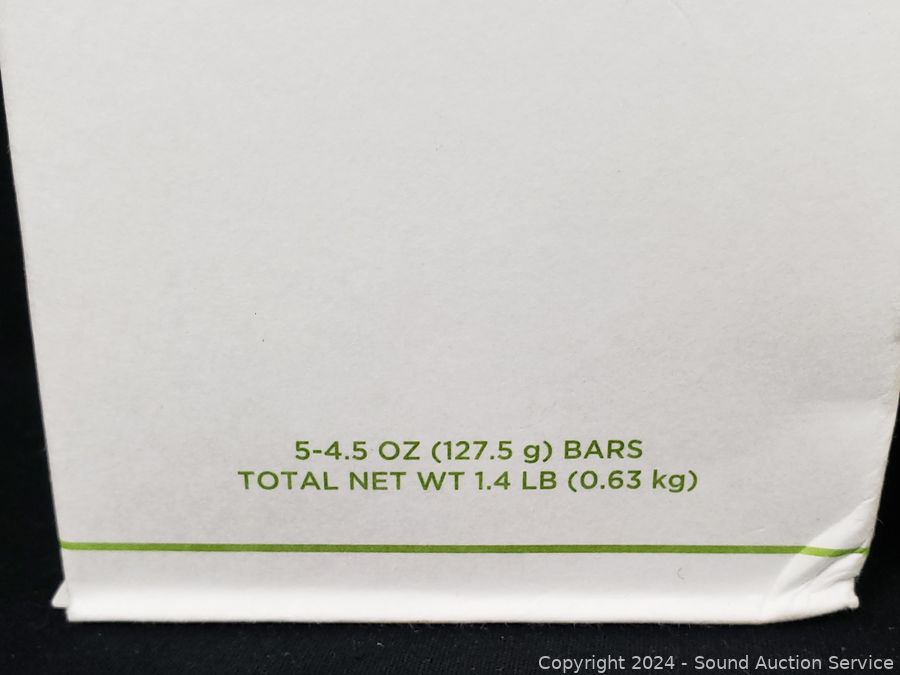 5-4.5 OZ (127.5 g) BARS
TOTAL NET WT 1.4 LB (0.63 kg)
Copyright 2024 - Sound Auction Service